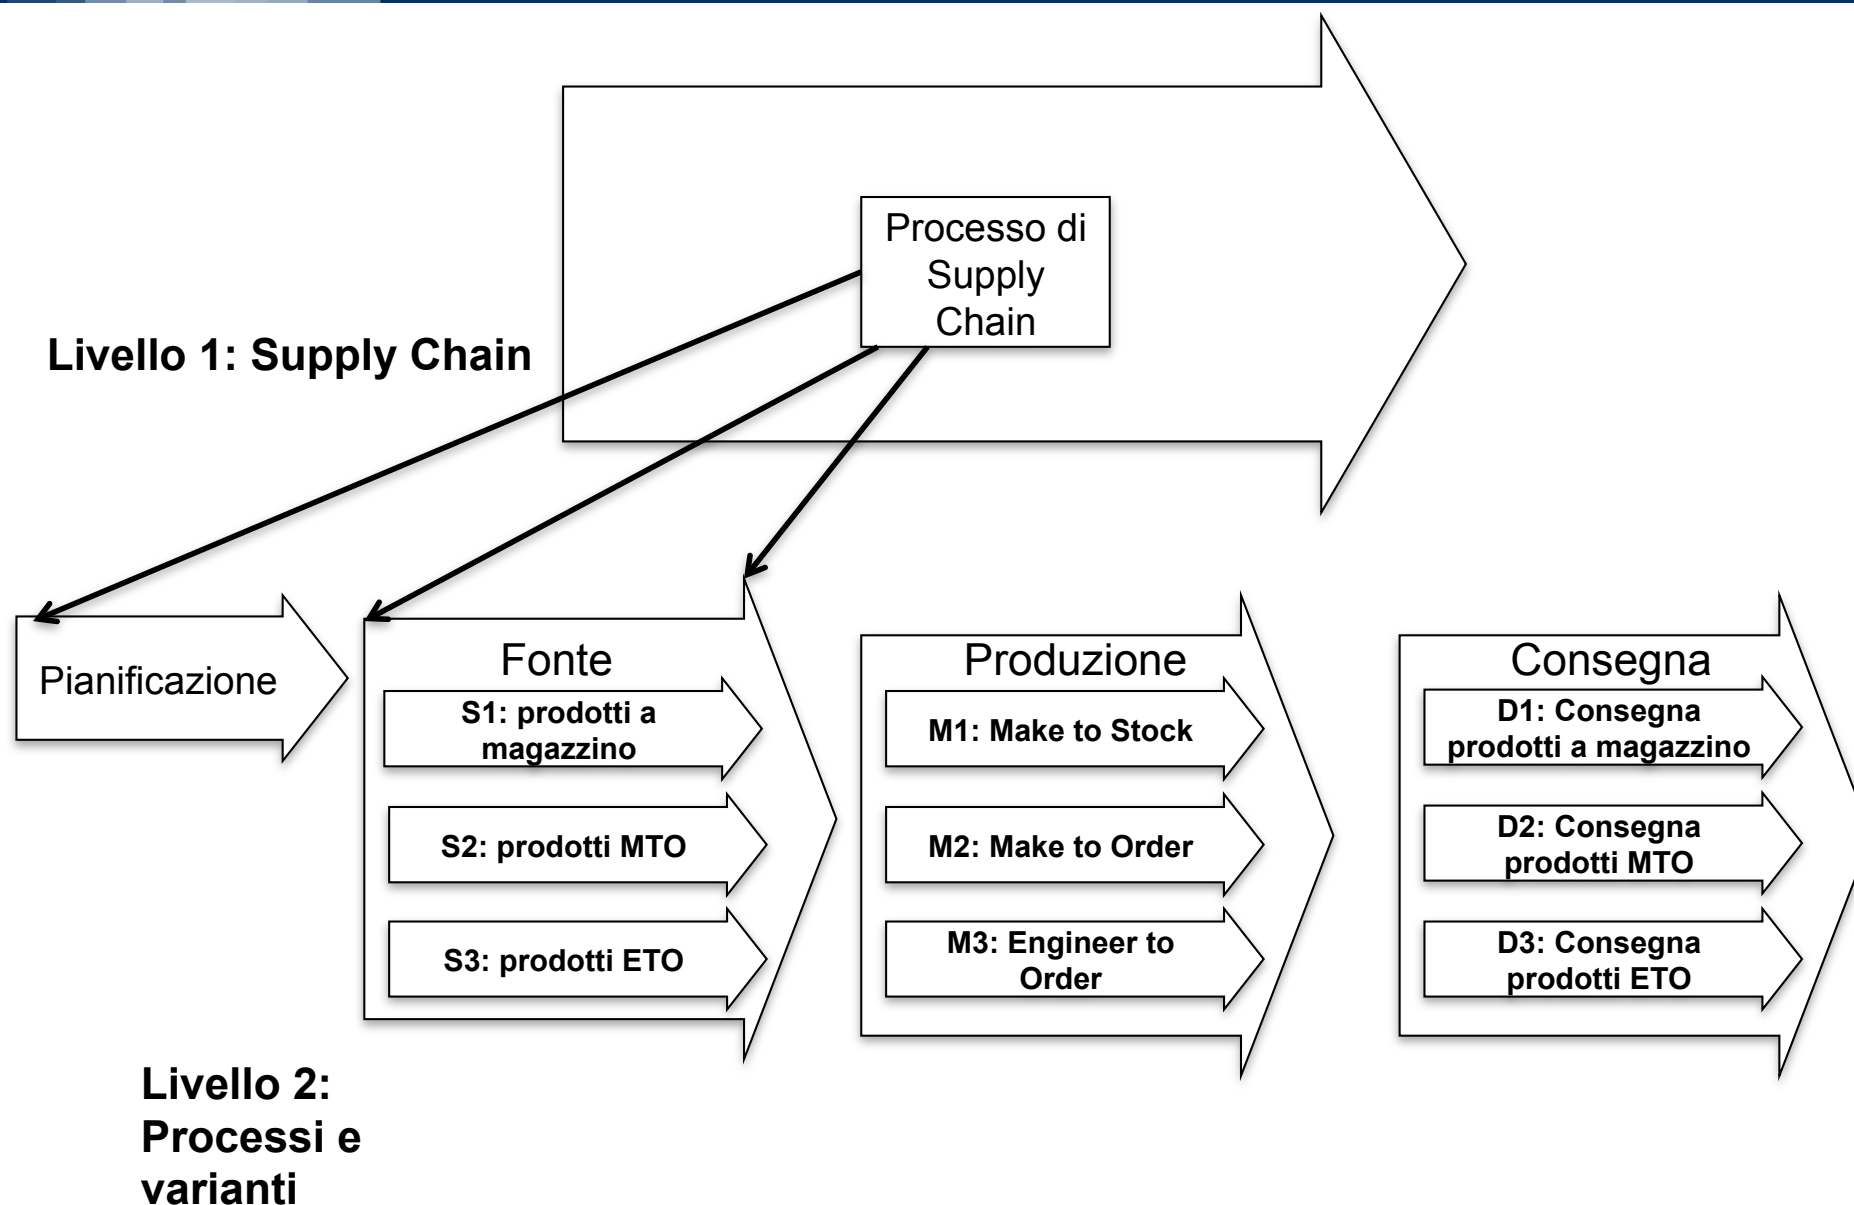 Processo di
Supply
Chain
Livello 1: Supply Chain
Pianificazione
Fonte
S1: prodotti a
magazzino
S2: prodotti MTO
S3: prodotti ETO
Produzione
M1: Make to Stock
M2: Make to Order
M3: Engineer to
Order
Consegna
D1: Consegna
prodotti a magazzino
D2: Consegna
prodotti MTO
D3: Consegna
prodotti ETO
Livello 2:
Processi e
varianti